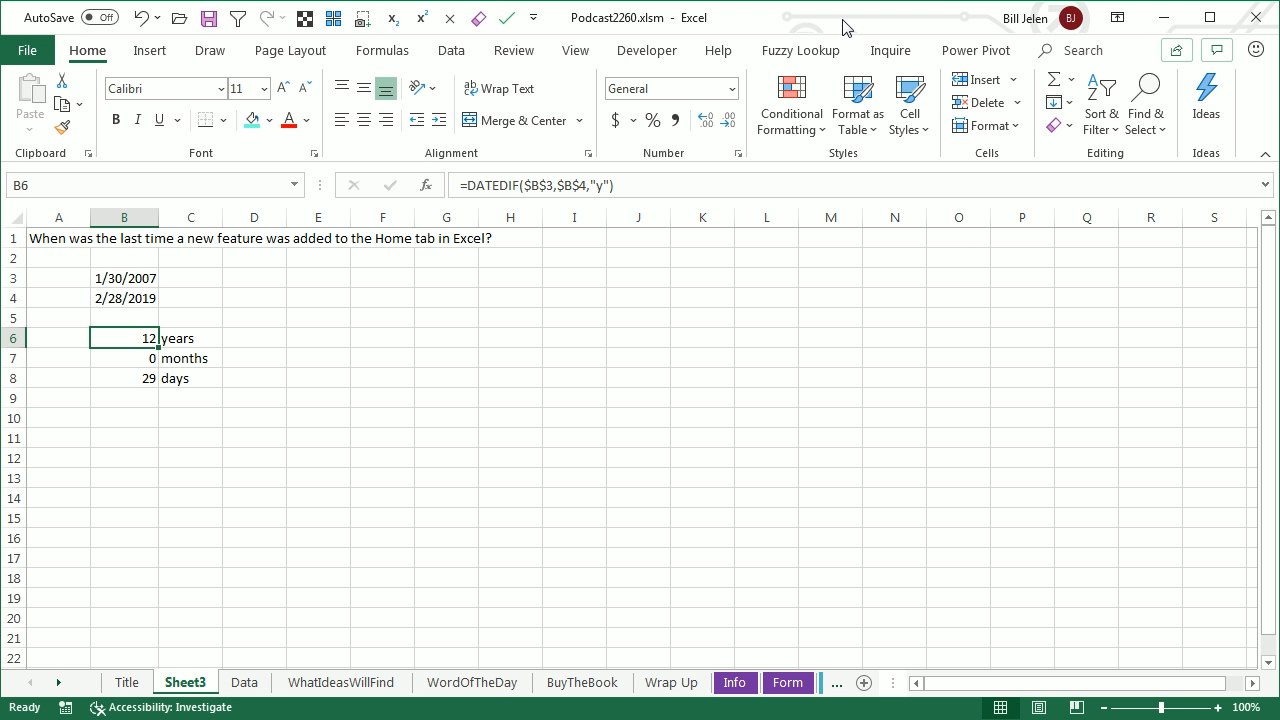 AutoSave Off Podcast2260.xlsm - Excel Bill Jelen BJ
File Home Insert Draw Page Layout Formulas Data Review View Developer Help Fuzzy Lookup Inquire Power Pivot Search
Paste Calibri 11 Wrap Text General Conditional Formatting Format as Table Cell Styles Insert Sort & Filter Find & Select Ideas
B I U Merge & Center $ % Delete
Format
Clipboard Font Alignment Number Styles Cells Editing Ideas
B6 =DATEDIF($B$3,$B$4,"y")
A B C D E F G H I J K L M N O P Q R S
1 When was the last time a new feature was added to the Home tab in Excel?
2
3 1/30/2007
4 2/28/2019
5
6 12 years
7 0 months
8 29 days
9
10
11
12
13
14
15
16
17
18
19
20
21
22
Title Sheet3 Data WhatIdeasWillFind WordOfTheDay BuyTheBook Wrap Up Info Form ...
Ready Accessibility: Investigate 100%